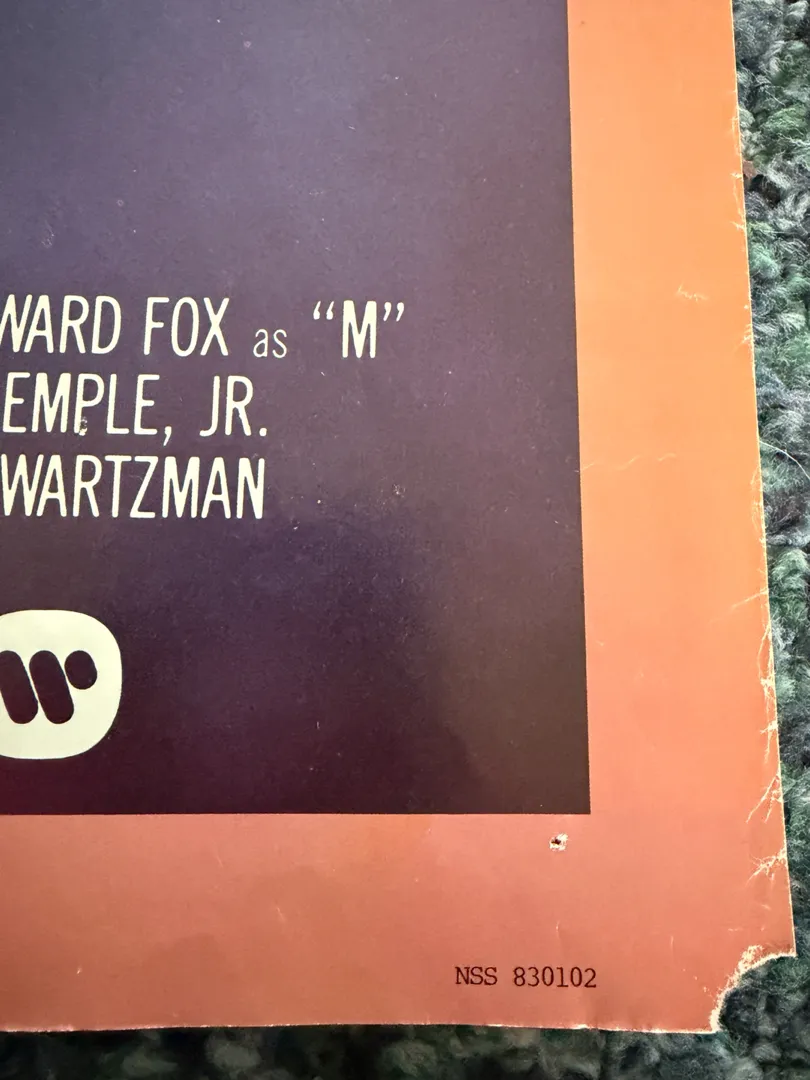 WARD FOX as “M”
EMPLE, JR.
WARTZMAN
NSS 830102